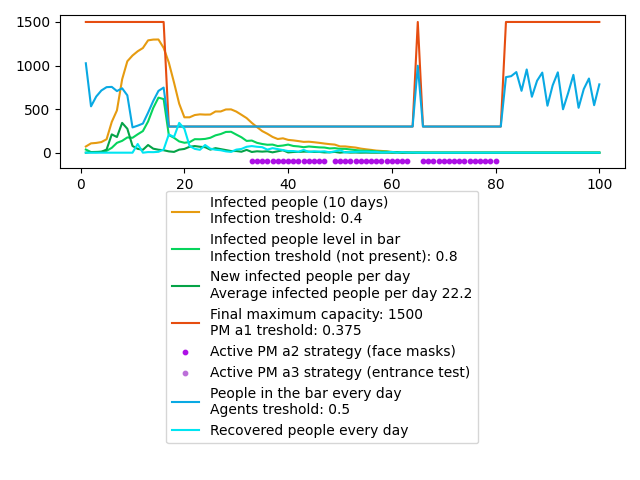 1500
1000
500
0
0 20 40 60 80 100
Infected people (10 days)
Infection treshold: 0.4
Infected people level in bar
Infection treshold (not present): 0.8
New infected people per day
Average infected people per day 22.2
Final maximum capacity: 1500
PM a1 treshold: 0.375
Active PM a2 strategy (face masks)
Active PM a3 strategy (entrance test)
People in the bar every day
Agents treshold: 0.5
Recovered people every day